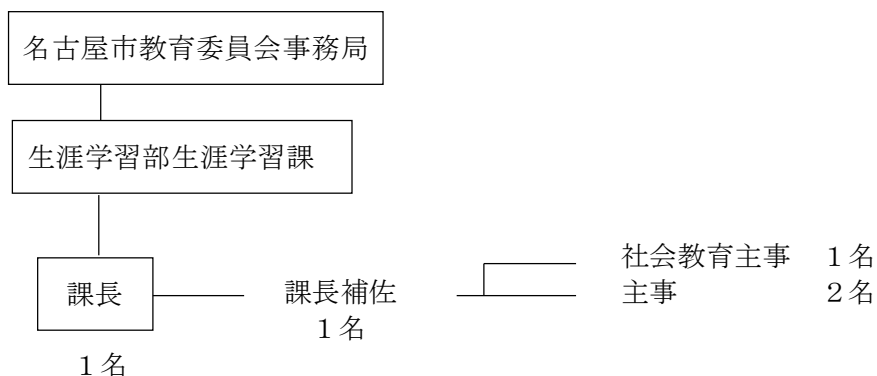 名古屋市教育委員会事務局
生涯学習部生涯学習課
課長
1名
課長補佐
1名
社会教育主事 1名
主事 2名